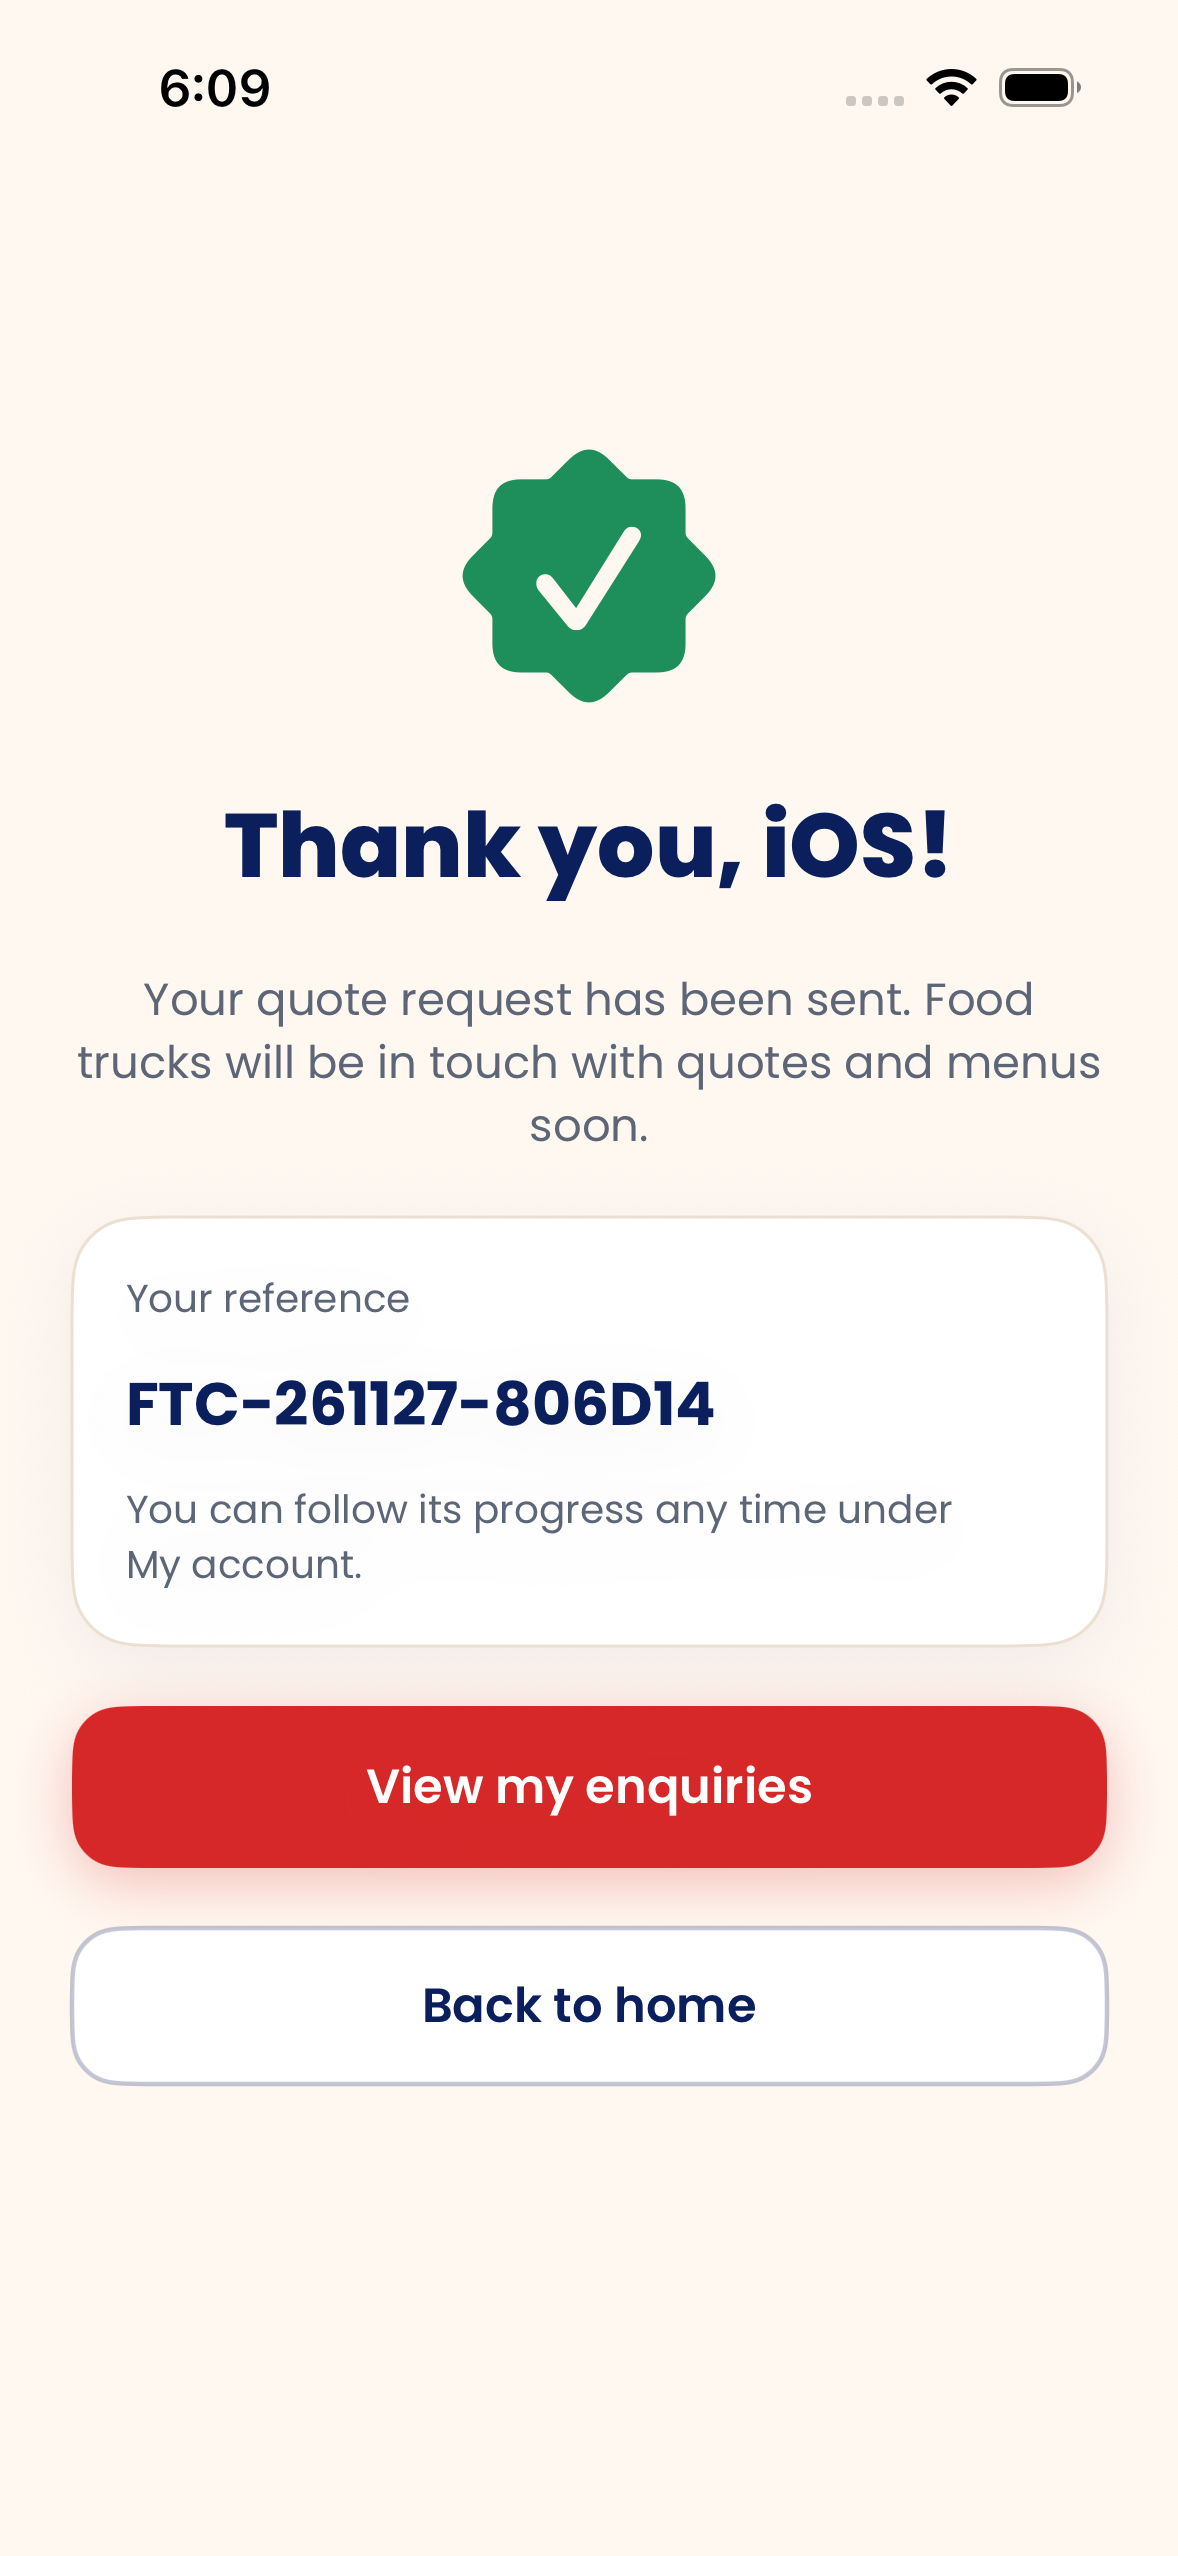 6:09
Thank you, iOS!
Your quote request has been sent. Food
trucks will be in touch with quotes and menus
soon.
Your reference
FTC-261127-806D14
You can follow its progress any time under
My account.
View my enquiries
Back to home